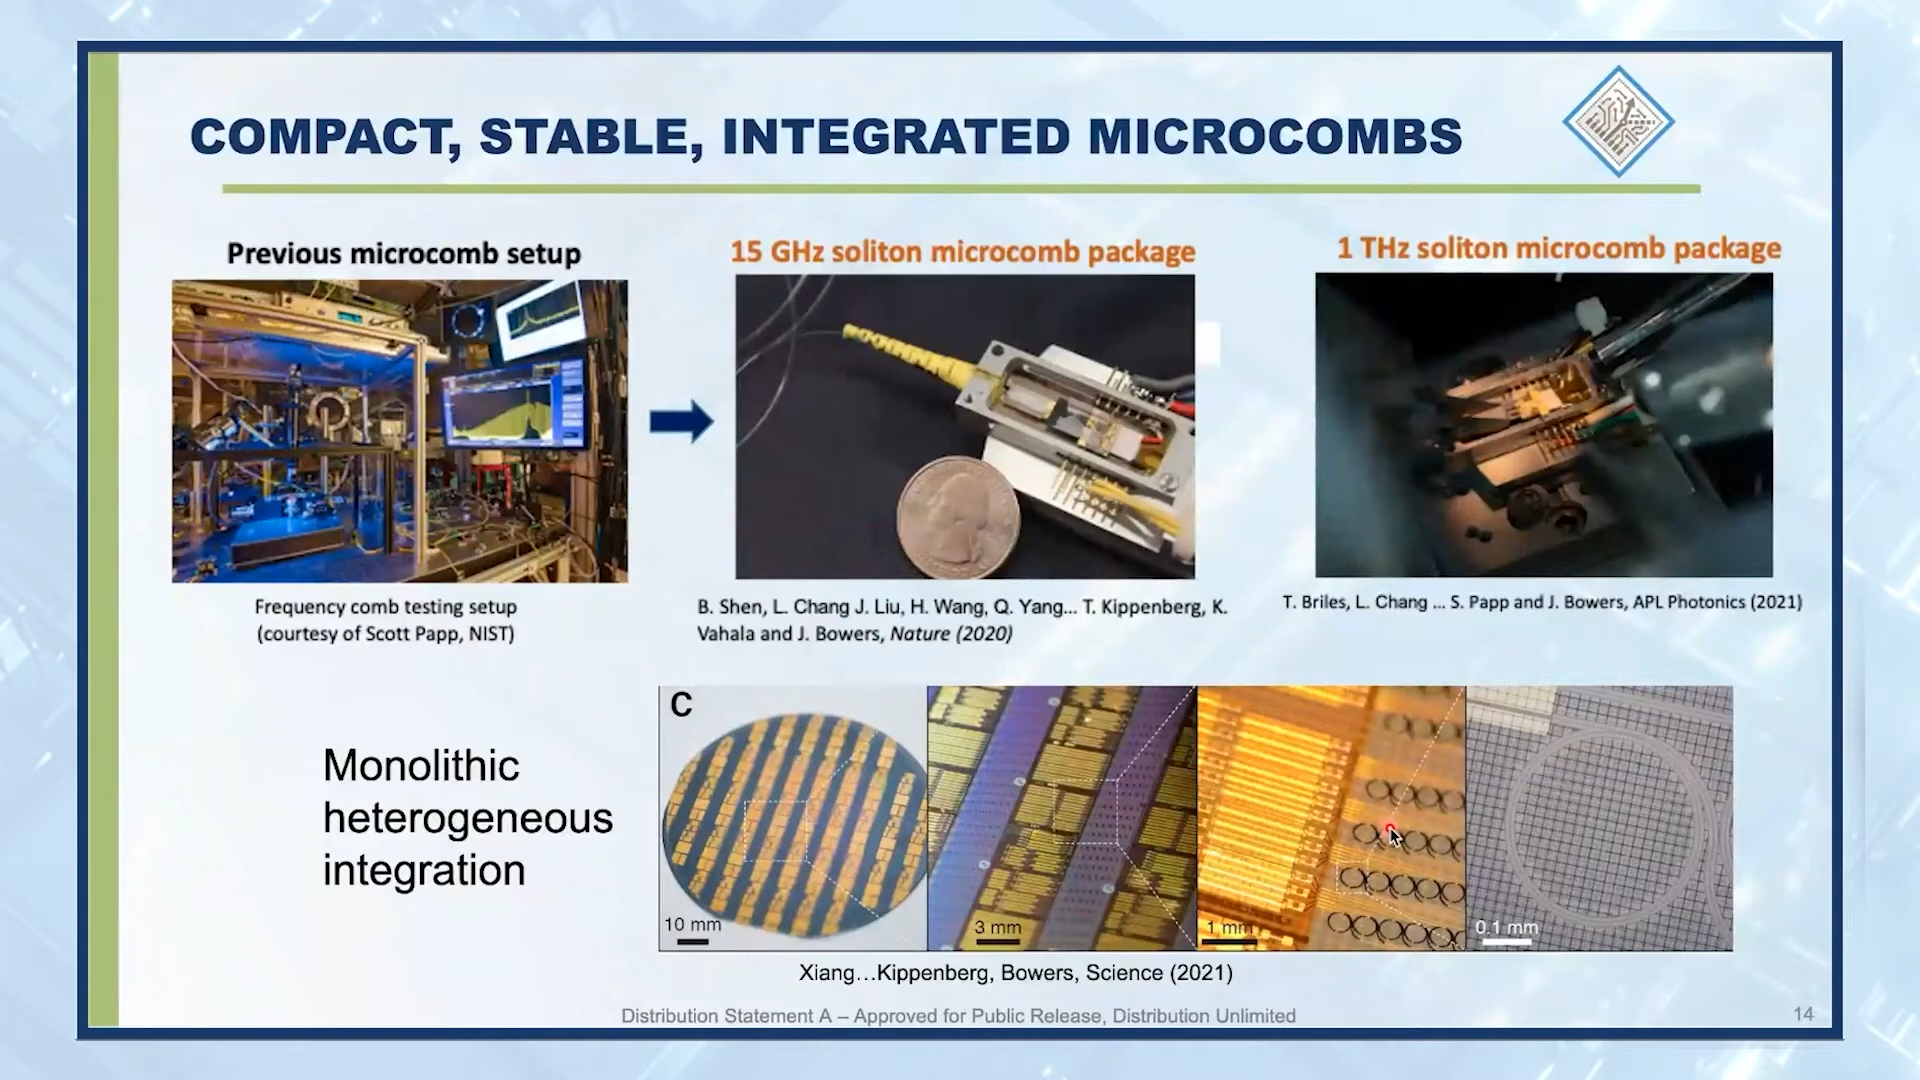 COMPACT, STABLE, INTEGRATED MICROCOMBS
Previous microcomb setup
15 GHz soliton microcomb package
1 THz soliton microcomb package
Frequency comb testing setup
(courtesy of Scott Papp, NIST)
B. Shen, L. Chang J. Liu, H. Wang, Q. Yang... T. Kippenberg, K.
Vahala and J. Bowers, Nature (2020)
T. Briles, L. Chang ... S. Papp and J. Bowers, APL Photonics (2021)
Monolithic
heterogeneous
integration
C
10 mm
3 mm
1 mm
0.1 mm
Xiang…Kippenberg, Bowers, Science (2021)
Distribution Statement A – Approved for Public Release, Distribution Unlimited
14